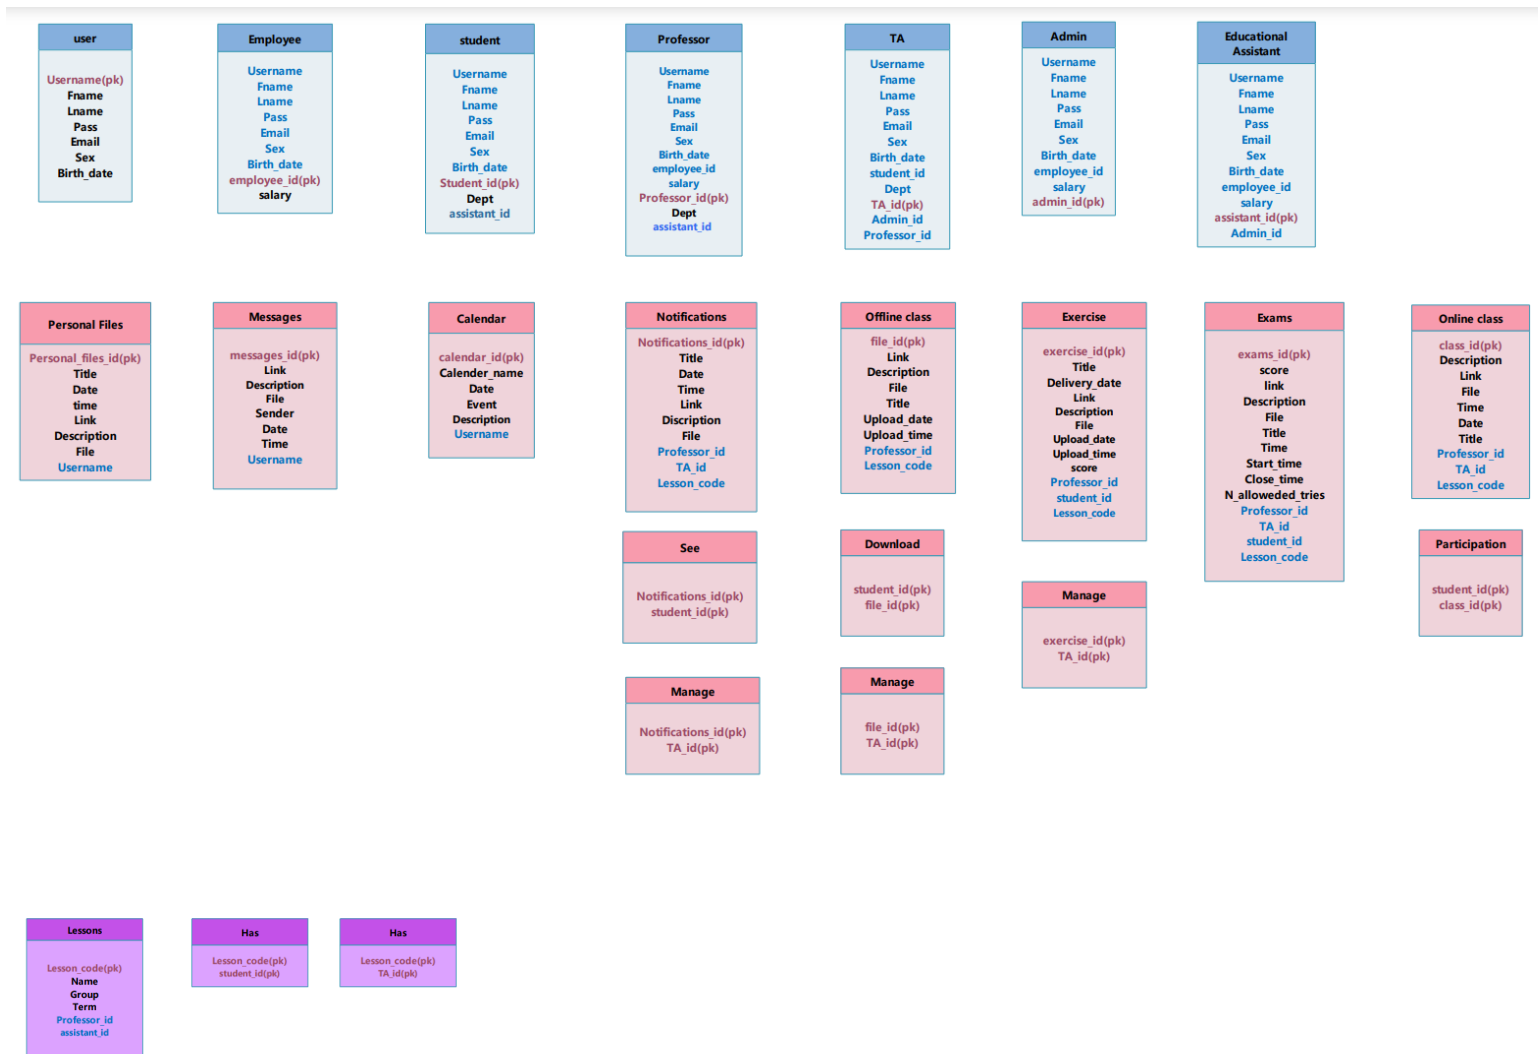 user
Username(pk)
Fname
Lname
Pass
Email
Sex
Birth_date
Employee
Username
Fname
Lname
Pass
Email
Sex
Birth_date
employee_id(pk)
salary
student
Username
Fname
Lname
Pass
Email
Sex
Birth_date
Student_id(pk)
Dept
assistant_id
Professor
Username
Fname
Lname
Pass
Email
Sex
Birth_date
employee_id
salary
Professor_id(pk)
Dept
assistant_id
TA
Username
Fname
Lname
Pass
Email
Sex
Birth_date
student_id
Dept
TA_id(pk)
Admin_id
Professor_id
Admin
Username
Fname
Lname
Pass
Email
Sex
Birth_date
employee_id
salary
admin_id(pk)
Educational
Assistant
Username
Fname
Lname
Pass
Email
Sex
Birth_date
employee_id
salary
assistant_id(pk)
Admin_id
Personal Files
Personal_files_id(pk)
Title
Date
time
Link
Description
File
Username
Messages
messages_id(pk)
Link
Description
File
Sender
Date
Time
Username
Calendar
calendar_id(pk)
Calender_name
Date
Event
Description
Username
Notifications
Notifications_id(pk)
Title
Date
Time
Link
Discription
File
Professor_id
TA_id
Lesson_code
Offline class
file_id(pk)
Link
Description
File
Title
Upload_date
Upload_time
Professor_id
Lesson_code
Exercise
exercise_id(pk)
Title
Delivery_date
Link
Description
File
Upload_date
Upload_time
score
Professor_id
student_id
Lesson_code
Exams
exams_id(pk)
score
link
Description
File
Title
Time
Start_time
Close_time
N_alloweded_tries
Professor_id
TA_id
student_id
Lesson_code
Online class
class_id(pk)
Description
Link
File
Time
Date
Title
Professor_id
TA_id
Lesson_code
See
Notifications_id(pk)
student_id(pk)
Download
student_id(pk)
file_id(pk)
Manage
exercise_id(pk)
TA_id(pk)
Participation
student_id(pk)
class_id(pk)
Manage
Notifications_id(pk)
TA_id(pk)
Manage
file_id(pk)
TA_id(pk)
Lessons
Lesson_code(pk)
Name
Group
Term
Professor_id
assistant_id
Has
Lesson_code(pk)
student_id(pk)
Has
Lesson_code(pk)
TA_id(pk)